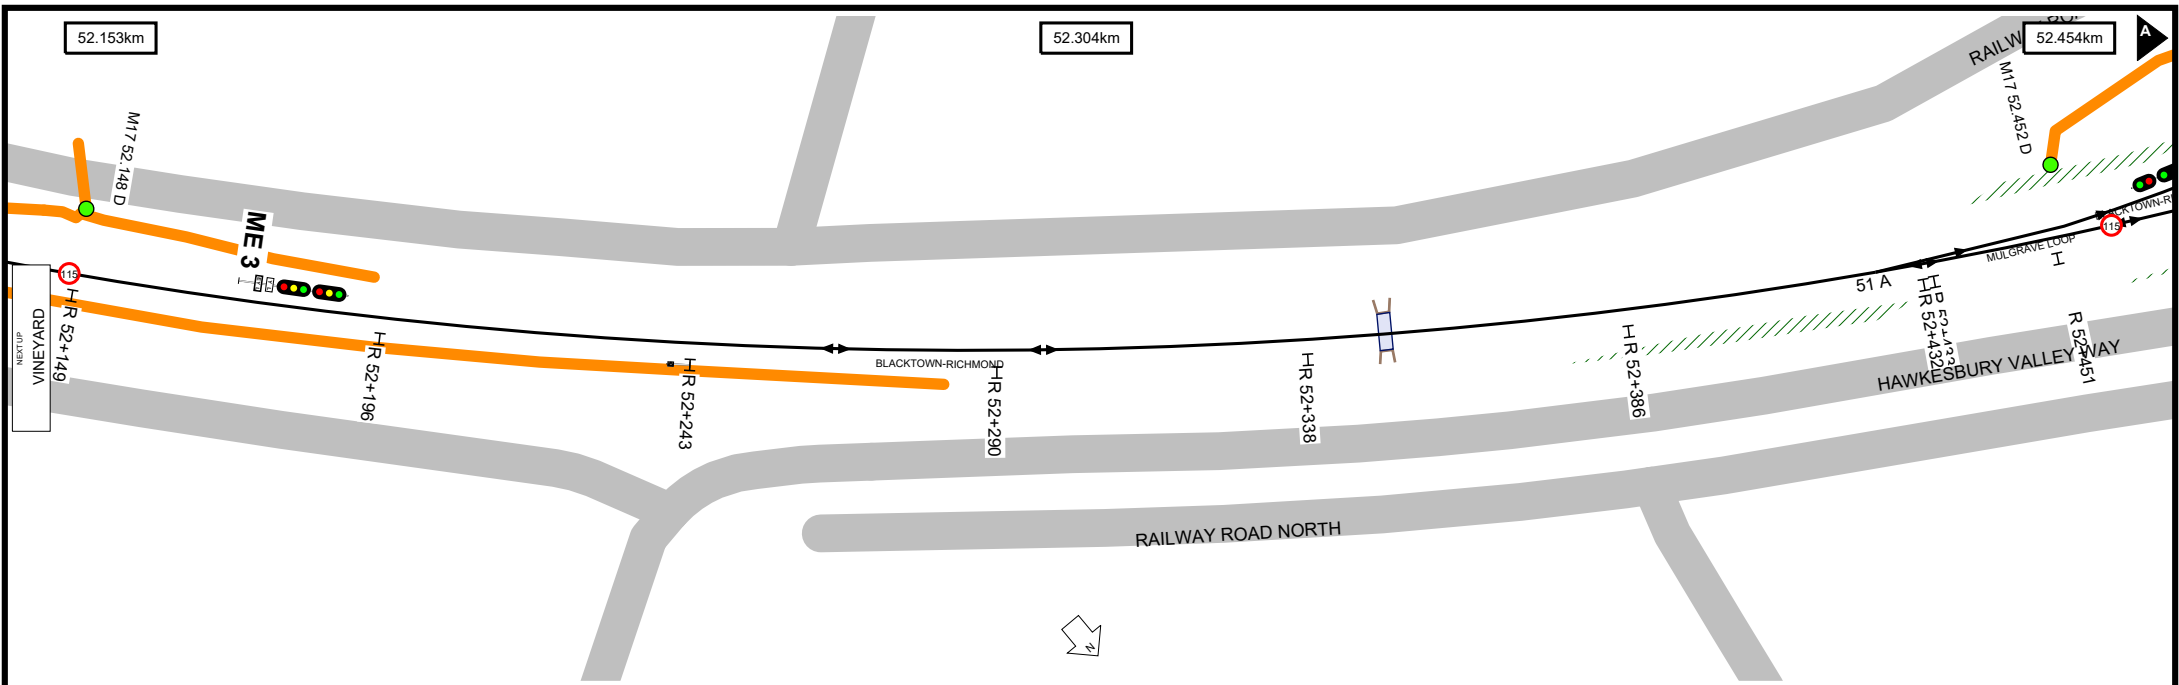 52.153km
52.304km
52.454km
A
RAILW
M17 52.148 D
M17 52.452 D
ME 3
115
115
NEXT UP
VINEYARD
HR 52+149
HR 52+196
HR 52+243
BLACKTOWN-RICHMOND
HR 52+290
HR 52+338
HR 52+386
51 A
MULGRAVE LOOP
HR 52+432
R 52+451
HAWKESBURY VALLEY WAY
RAILWAY ROAD NORTH
N